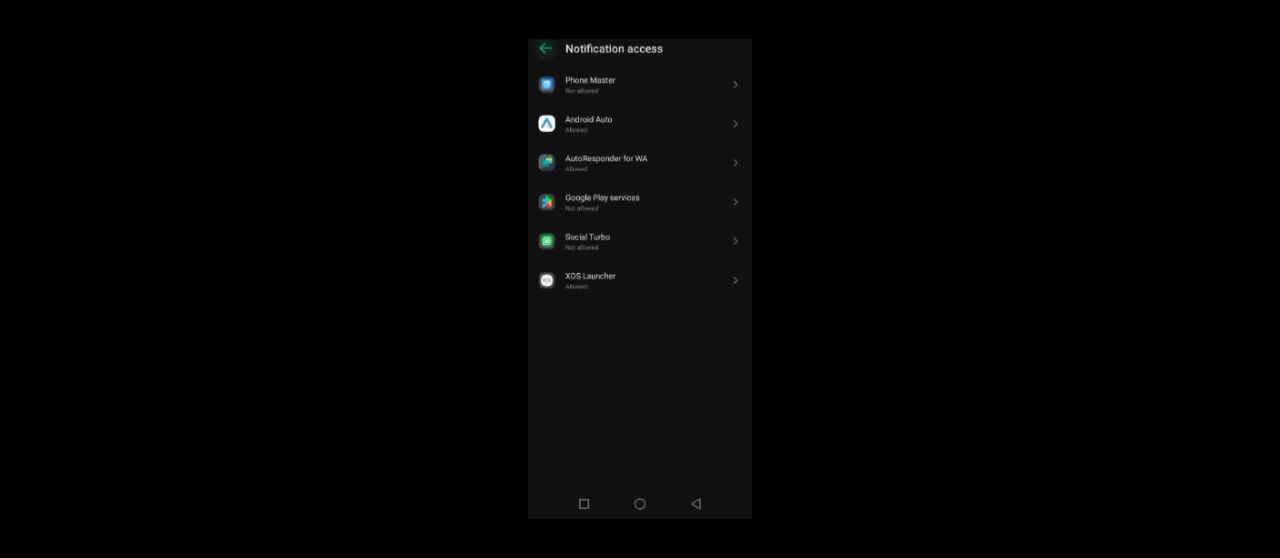 Notification access
Phone Master
Not allowed
Android Auto
Allowed
AutoResponder for WA
Allowed
Google Play services
Not allowed
Social Turbo
Not allowed
XOS Launcher
Allowed